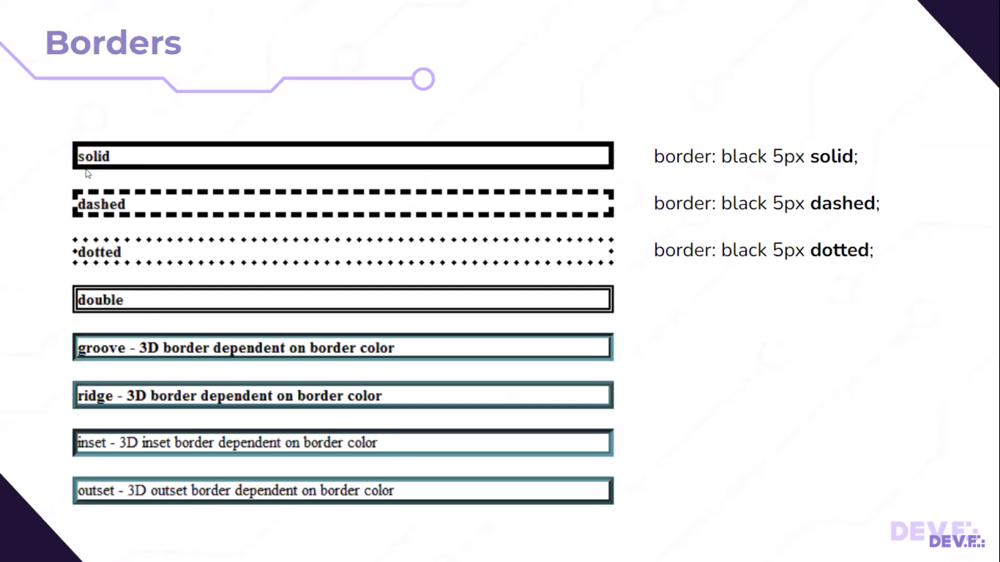 Borders
solid
border: black 5px solid;
dashed
border: black 5px dashed;
dotted
border: black 5px dotted;
double
groove - 3D border dependent on border color
ridge - 3D border dependent on border color
inset - 3D inset border dependent on border color
outset - 3D outset border dependent on border color
DEV.F.:
DEV.F.: